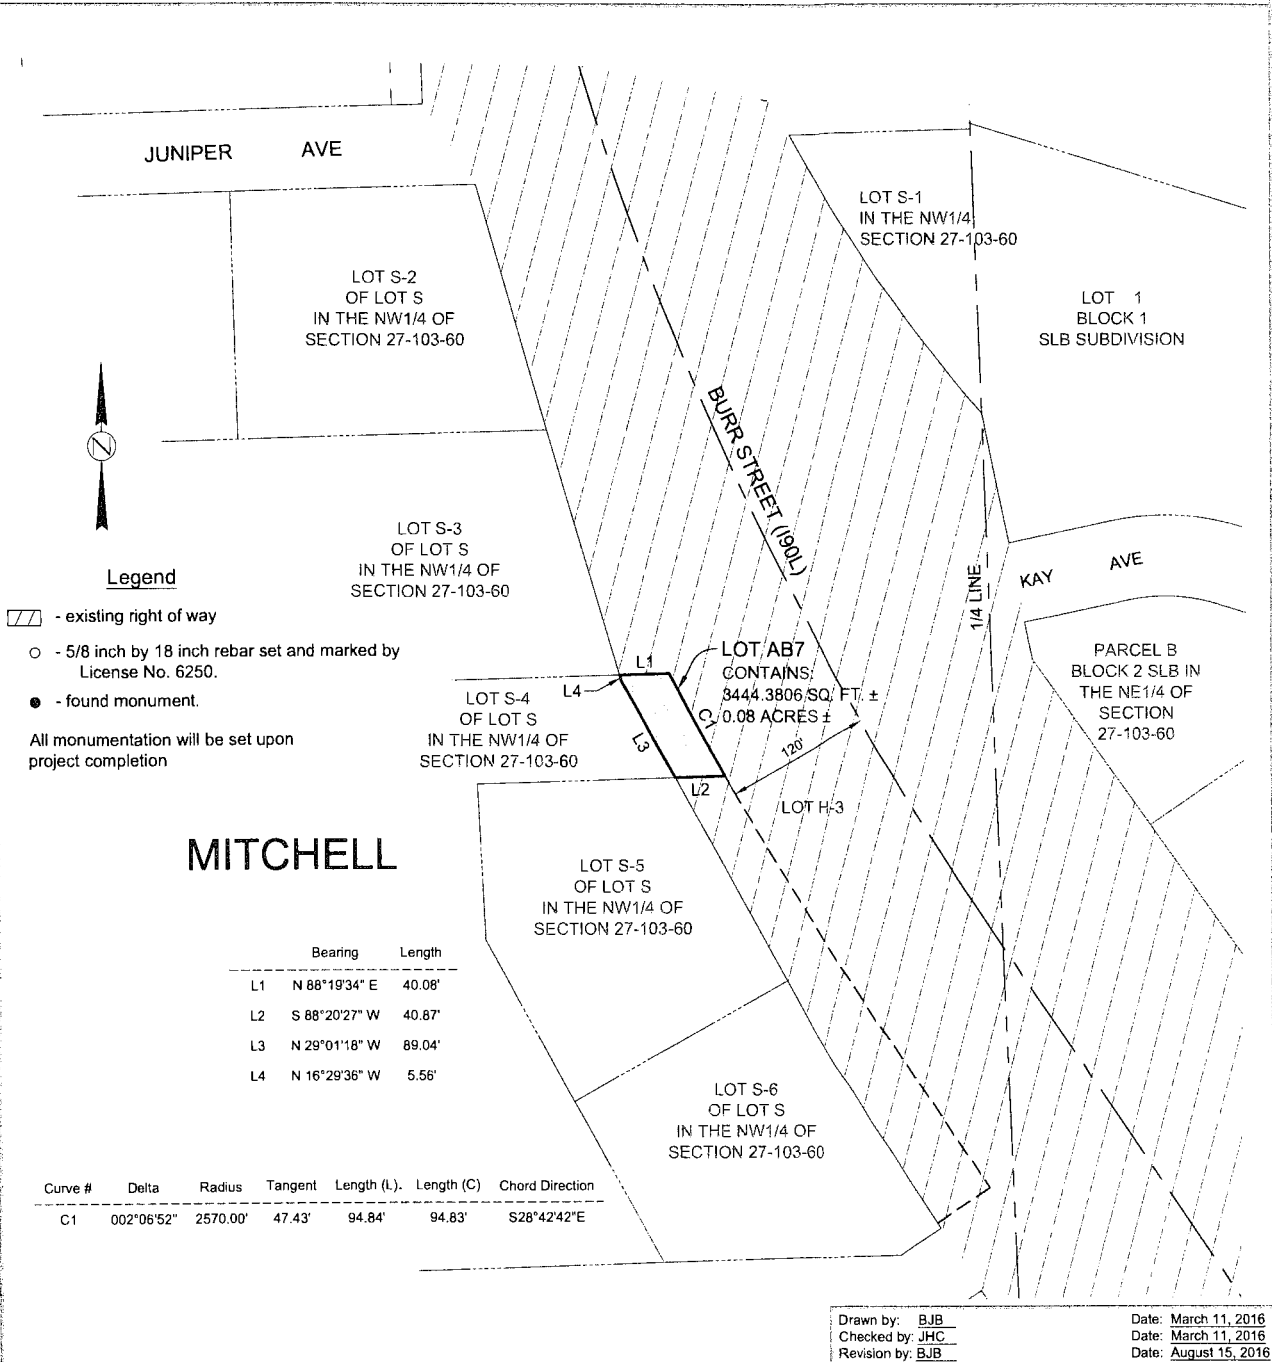 JUNIPER AVE
LOT S-1
IN THE NW1/4
SECTION 27-103-60
LOT S-2
OF LOT S
IN THE NW1/4 OF
SECTION 27-103-60
LOT 1
BLOCK 1
SLB SUBDIVISION
BURR STREET (I90L)
N
LOT S-3
OF LOT S
IN THE NW1/4 OF
SECTION 27-103-60
1/4 LINE
KAY AVE
Legend
- existing right of way
- 5/8 inch by 18 inch rebar set and marked by
License No. 6250.
- found monument.
All monumentation will be set upon
project completion
L1
L4
LOT AB7
CONTAINS:
3444.3806 SQ. FT. ±
0.08 ACRES ±
C1
L3
L2
120'
LOT H-3
PARCEL B
BLOCK 2 SLB IN
THE NE1/4 OF
SECTION
27-103-60
LOT S-4
OF LOT S
IN THE NW1/4 OF
SECTION 27-103-60
MITCHELL
LOT S-5
OF LOT S
IN THE NW1/4 OF
SECTION 27-103-60
Bearing Length
L1 N 88°19'34" E 40.08'
L2 S 88°20'27" W 40.87'
L3 N 29°01'18" W 89.04'
L4 N 16°29'36" W 5.56'
LOT S-6
OF LOT S
IN THE NW1/4 OF
SECTION 27-103-60
Curve # Delta Radius Tangent Length (L). Length (C) Chord Direction
C1 002°06'52" 2570.00' 47.43' 94.84' 94.83' S28°42'42"E
Drawn by: BJB Date: March 11, 2016
Checked by: JHC Date: March 11, 2016
Revision by: BJB Date: August 15, 2016